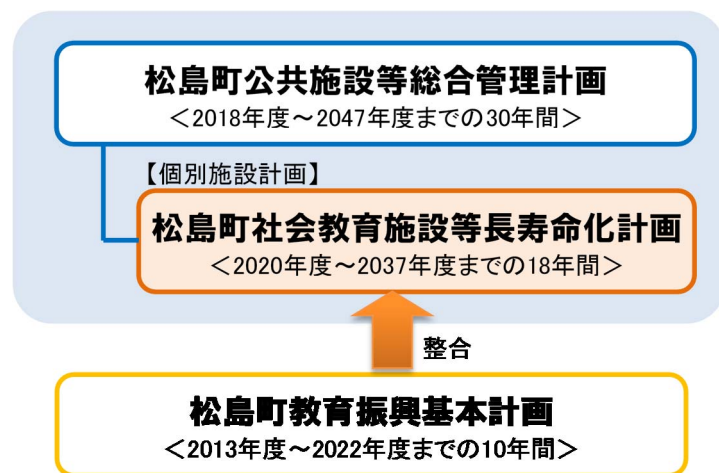 松島町公共施設等総合管理計画
＜2018年度～2047年度までの30年間＞
【個別施設計画】
松島町社会教育施設等長寿命化計画
＜2020年度～2037年度までの18年間＞
整合
松島町教育振興基本計画
＜2013年度～2022年度までの10年間＞